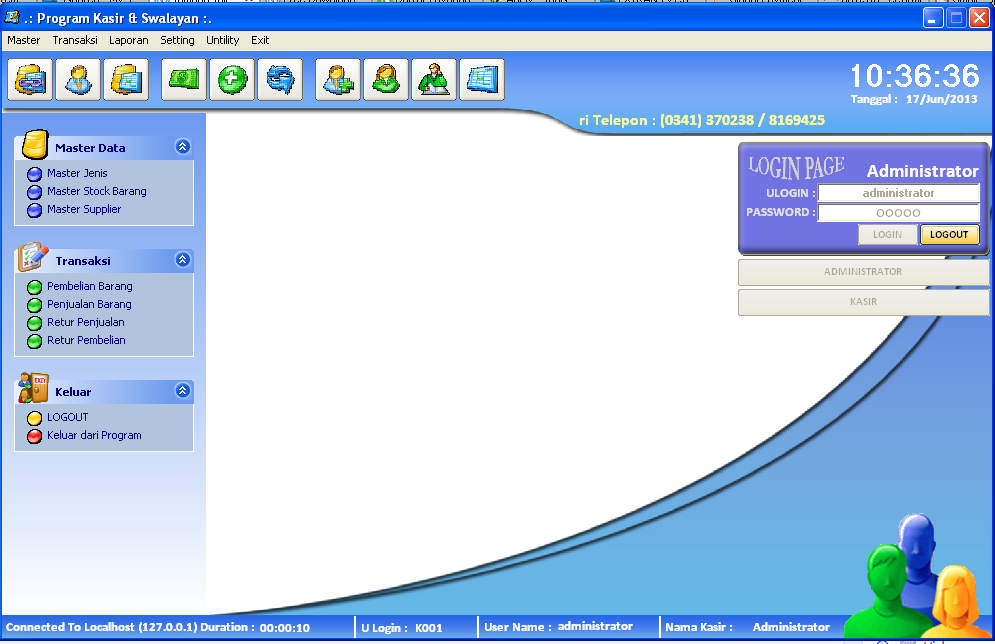 .: Program Kasir & Swalayan :.
Master Transaksi Laporan Setting Untility Exit
10:36:36
Tanggal : 17/Jun/2013
ri Telepon : (0341) 370238 / 8169425
Master Data
Master Jenis
Master Stock Barang
Master Supplier
Transaksi
Pembelian Barang
Penjualan Barang
Retur Penjualan
Retur Pembelian
EXIT
Keluar
LOGOUT
Keluar dari Program
LOGIN PAGE Administrator
ULOGIN : administrator
PASSWORD : OOOOO
LOGIN LOGOUT
ADMINISTRATOR
KASIR
Connected To Localhost (127.0.0.1) Duration : 00:00:10 U Login : K001 User Name : administrator Nama Kasir : Administrator